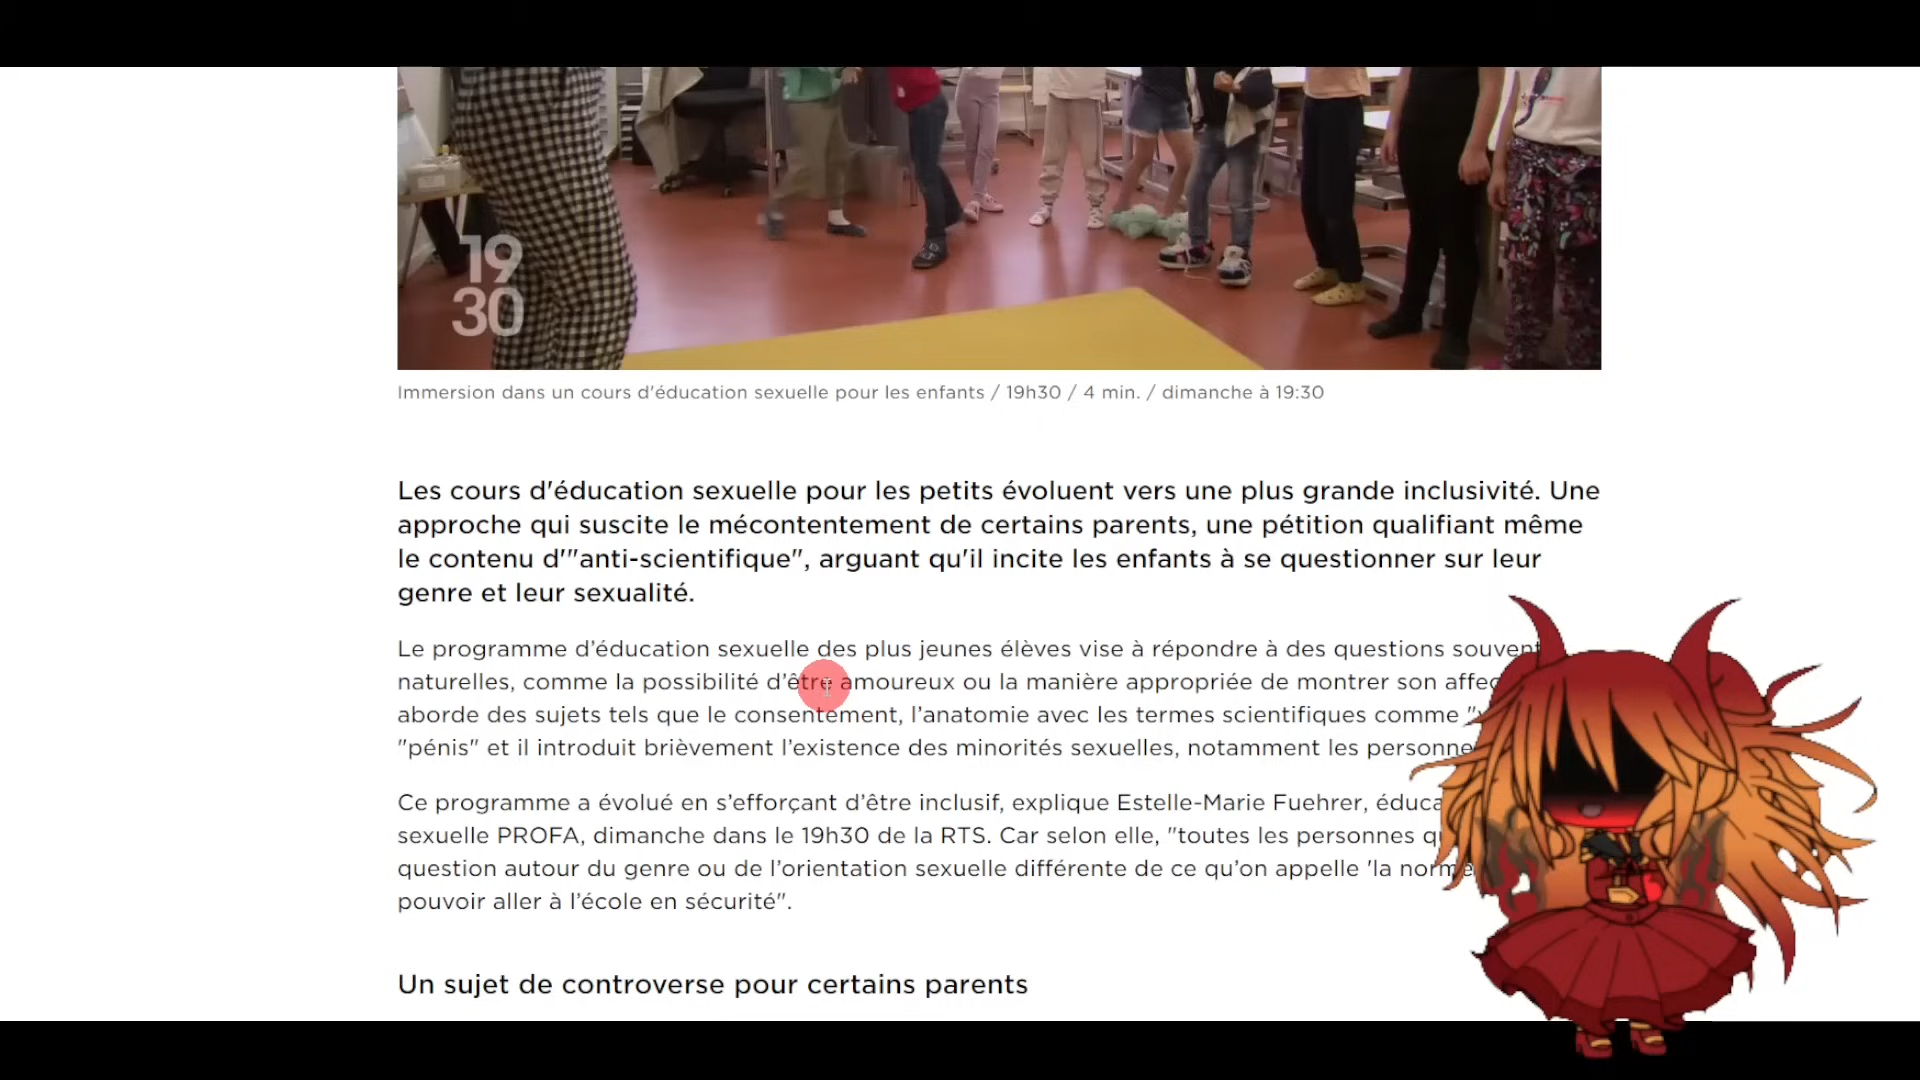 19
30
Immersion dans un cours d'éducation sexuelle pour les enfants / 19h30 / 4 min. / dimanche à 19:30
Les cours d'éducation sexuelle pour les petits évoluent vers une plus grande inclusivité. Une
approche qui suscite le mécontentement de certains parents, une pétition qualifiant même
le contenu d'"anti-scientifique", arguant qu'il incite les enfants à se questionner sur leur
genre et leur sexualité.
Le programme d’éducation sexuelle des plus jeunes élèves vise à répondre à des questions souvent
naturelles, comme la possibilité d’être amoureux ou la manière appropriée de montrer son
aborde des sujets tels que le consentement, l’anatomie avec les termes scientifiques comme
"pénis" et il introduit brièvement l’existence des minorités sexuelles, notamment les
Ce programme a évolué en s’efforçant d’être inclusif, explique Estelle-Marie Fuehrer,
sexuelle PROFA, dimanche dans le 19h30 de la RTS. Car selon elle, "toutes les personnes
question autour du genre ou de l’orientation sexuelle différente de ce qu’on appelle 'la norme
pouvoir aller à l’école en sécurité".
Un sujet de controverse pour certains parents